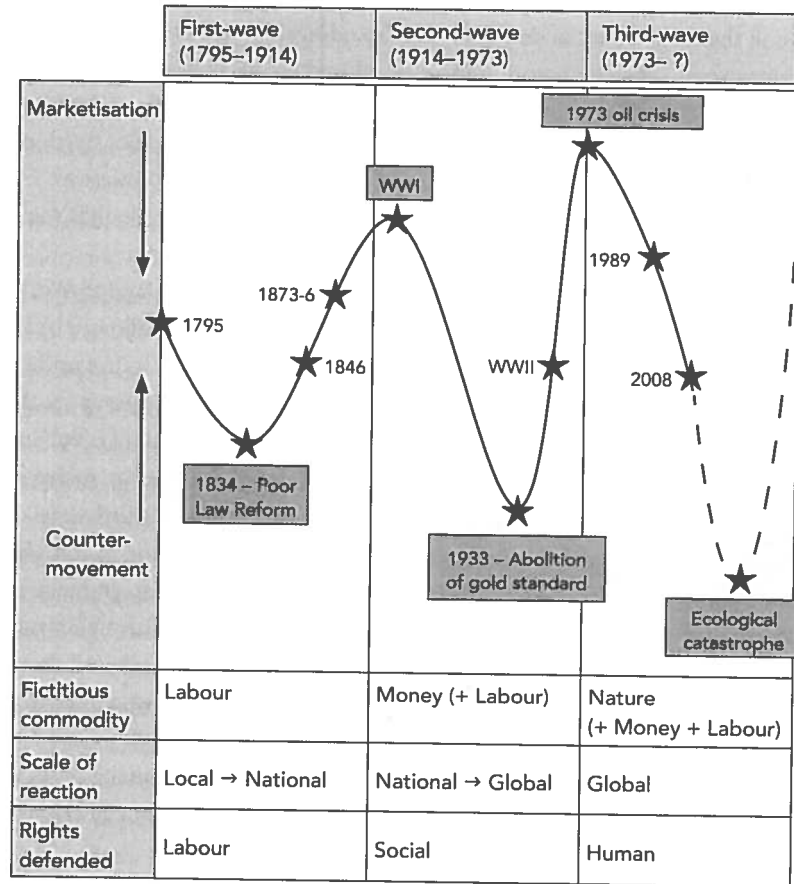 First-wave
(1795–1914)
Second-wave
(1914–1973)
Third-wave
(1973– ?)
Marketisation
1973 oil crisis
WWI
1989
1873-6
1795
1846
WWII
2008
1834 – Poor
Law Reform
Counter-
movement
1933 – Abolition
of gold standard
Ecological
catastrophe
Fictitious
commodity
Labour
Money (+ Labour)
Nature
(+ Money + Labour)
Scale of
reaction
Local → National
National → Global
Global
Rights
defended
Labour
Social
Human